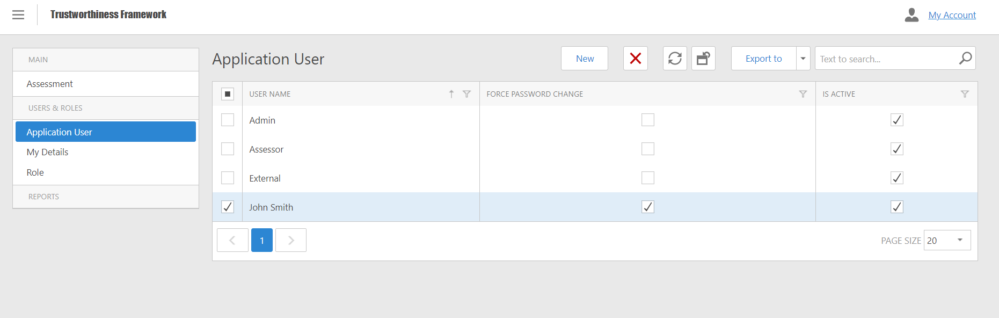 Trustworthiness Framework
My Account
MAIN
Assessment
USERS & ROLES
Application User
My Details
Role
REPORTS
Application User
New
Export to
Text to search...
USER NAME FORCE PASSWORD CHANGE IS ACTIVE
Admin
Assessor
External
John Smith
1
PAGE SIZE 20